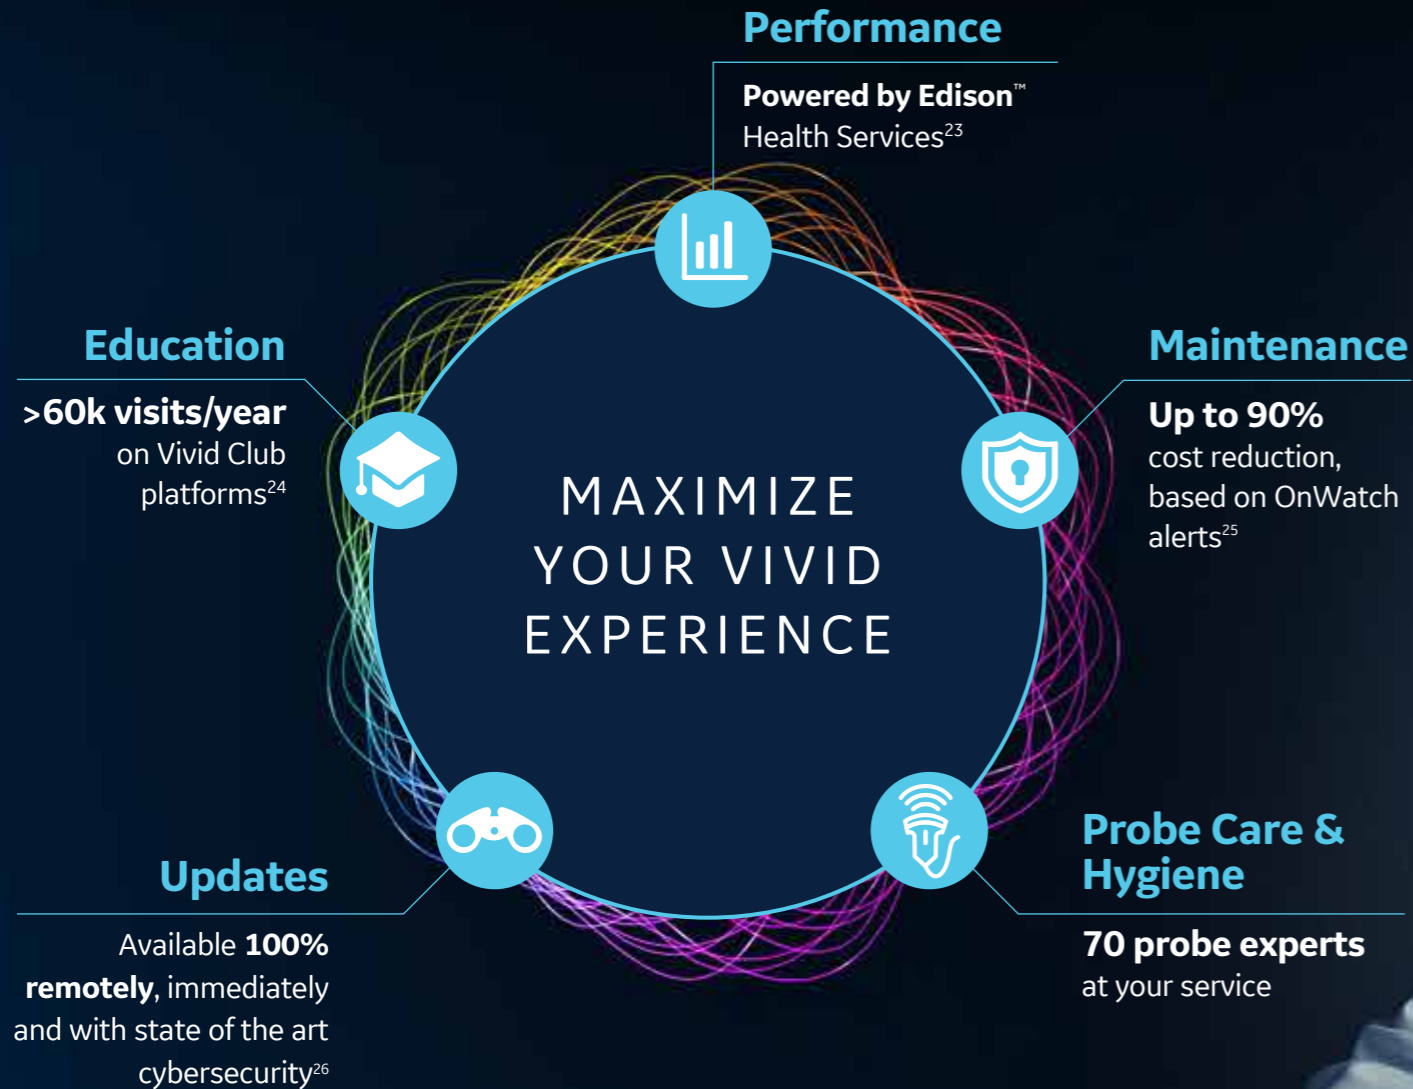 Performance
Powered by Edison™
Health Services²³
Education
>60k visits/year
on Vivid Club
platforms²⁴
Maintenance
Up to 90%
cost reduction,
based on OnWatch
alerts²⁵
MAXIMIZE
YOUR VIVID
EXPERIENCE
Updates
Available 100%
remotely, immediately
and with state of the art
cybersecurity²⁶
Probe Care &
Hygiene
70 probe experts
at your service